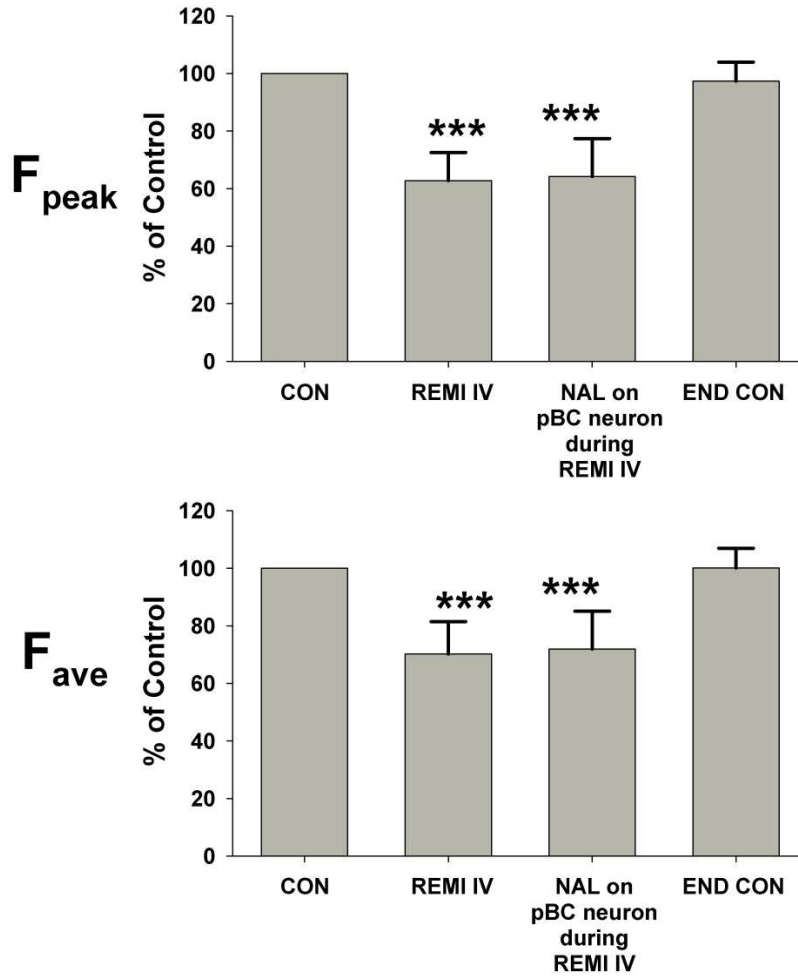 F peak
% of Control
120
100
80
60
40
20
0
***
***
CON
REMI IV
NAL on
pBC neuron
during
REMI IV
END CON
F ave
% of Control
120
100
80
60
40
20
0
***
***
CON
REMI IV
NAL on
pBC neuron
during
REMI IV
END CON